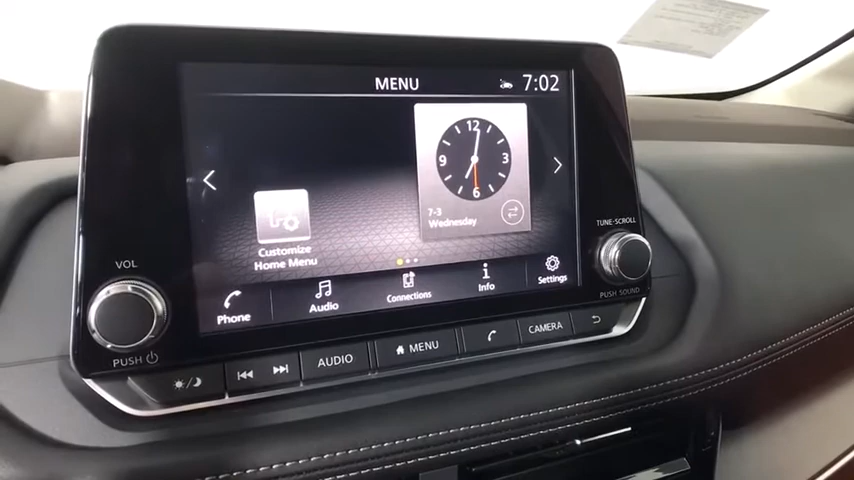 MENU
7:02
12
9
3
6
7-3
Wednesday
Customize
Home Menu
Phone
Audio
Connections
Info
Settings
VOL
PUSH
TUNE·SCROLL
PUSH SOUND
AUDIO
MENU
CAMERA